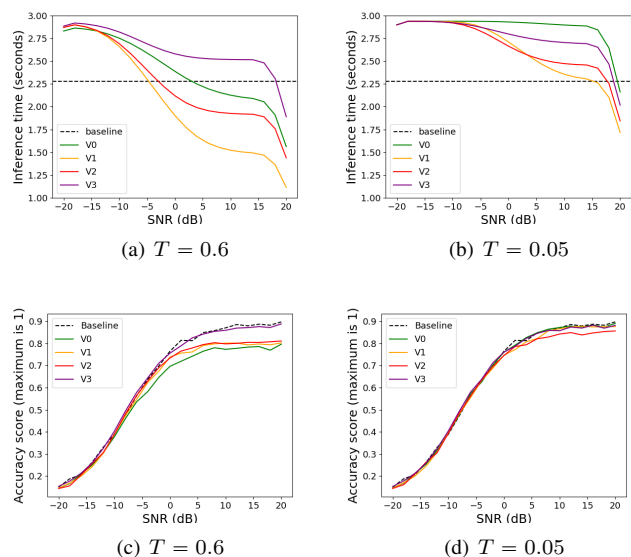 3.00
2.75
2.50
2.25
2.00
1.75
1.50
1.25
1.00
Inference time (seconds)
baseline
V0
V1
V2
V3
−20 −15 −10 −5 0 5 10 15 20
SNR (dB)
(a) T = 0.6
3.00
2.75
2.50
2.25
2.00
1.75
1.50
1.25
1.00
Inference time (seconds)
baseline
V0
V1
V2
V3
−20 −15 −10 −5 0 5 10 15 20
SNR (dB)
(b) T = 0.05
0.9
0.8
0.7
0.6
0.5
0.4
0.3
0.2
Accuracy score (maximum is 1)
Baseline
V0
V1
V2
V3
−20 −15 −10 −5 0 5 10 15 20
SNR (dB)
(c) T = 0.6
0.9
0.8
0.7
0.6
0.5
0.4
0.3
0.2
Accuracy score (maximum is 1)
Baseline
V0
V1
V2
V3
−20 −15 −10 −5 0 5 10 15 20
SNR (dB)
(d) T = 0.05